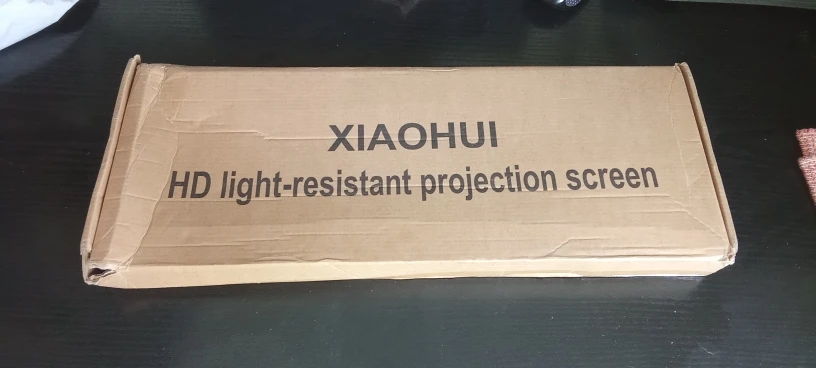 XIAOHUI
HD light-resistant projection screen